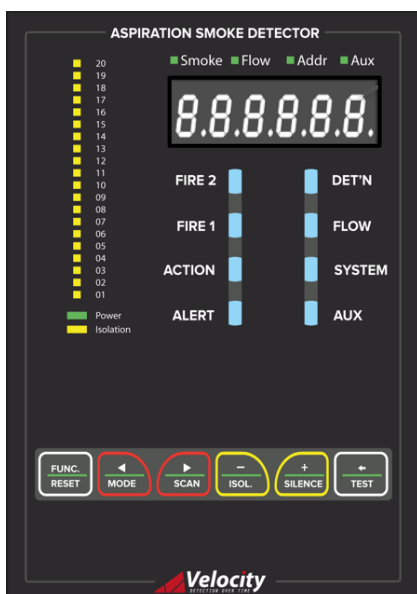 ASPIRATION SMOKE DETECTOR
Smoke Flow Addr Aux
8.8.8.8.8.8.
20
19
18
17
16
15
14
13
12
11
10
09
08
07
06
05
04
03
02
01
Power
Isolation
FIRE 2 DET'N
FIRE 1 FLOW
ACTION SYSTEM
ALERT AUX
FUNC. RESET
MODE
SCAN
− ISOL.
+ SILENCE
TEST
Velocity
DETECTION OVER TIME